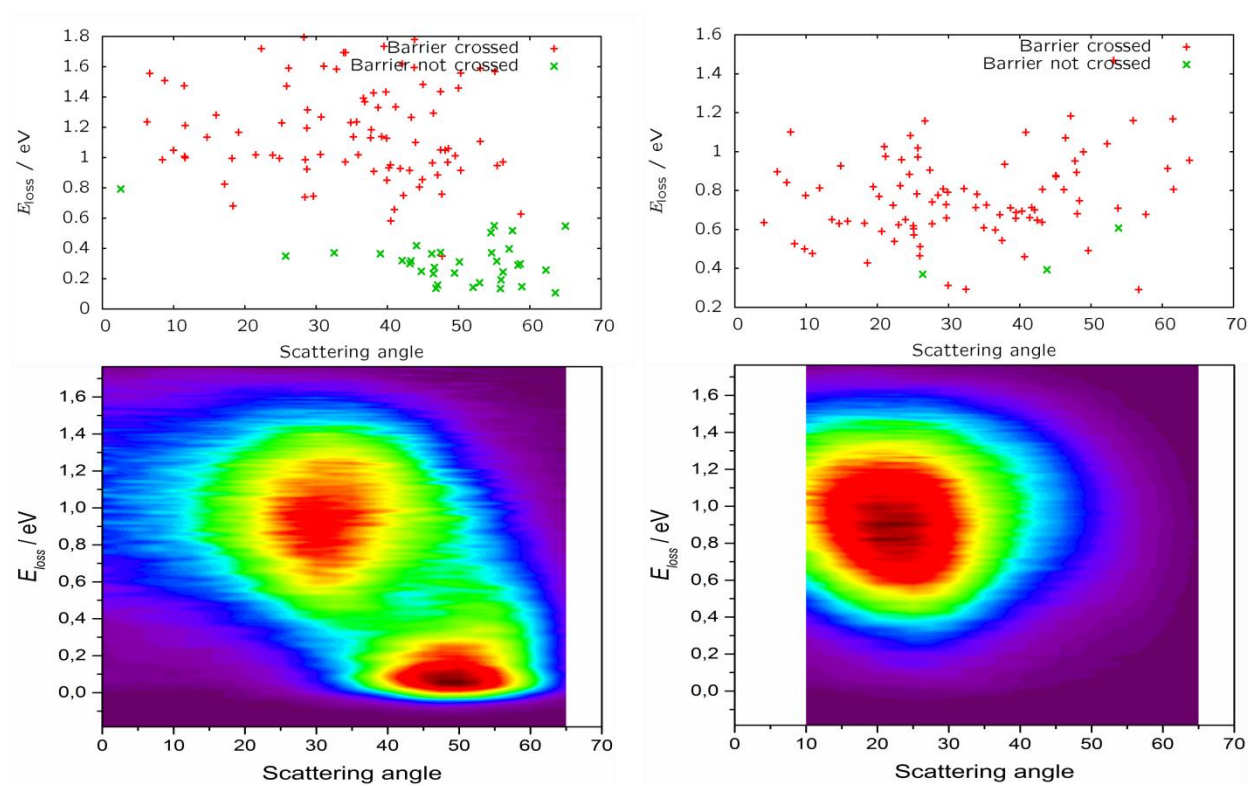 1.8
1.6
1.4
1.2
1
0.8
0.6
0.4
0.2
0
E_loss / eV
Barrier crossed
Barrier not crossed
0 10 20 30 40 50 60 70
Scattering angle
1.6
1.4
1.2
1
0.8
0.6
0.4
0.2
E_loss / eV
Barrier crossed
Barrier not crossed
0 10 20 30 40 50 60 70
Scattering angle
1,6
1,4
1,2
1,0
0,8
0,6
0,4
0,2
0,0
E_loss / eV
0 10 20 30 40 50 60 70
Scattering angle
1,6
1,4
1,2
1,0
0,8
0,6
0,4
0,2
0,0
E_loss / eV
0 10 20 30 40 50 60 70
Scattering angle